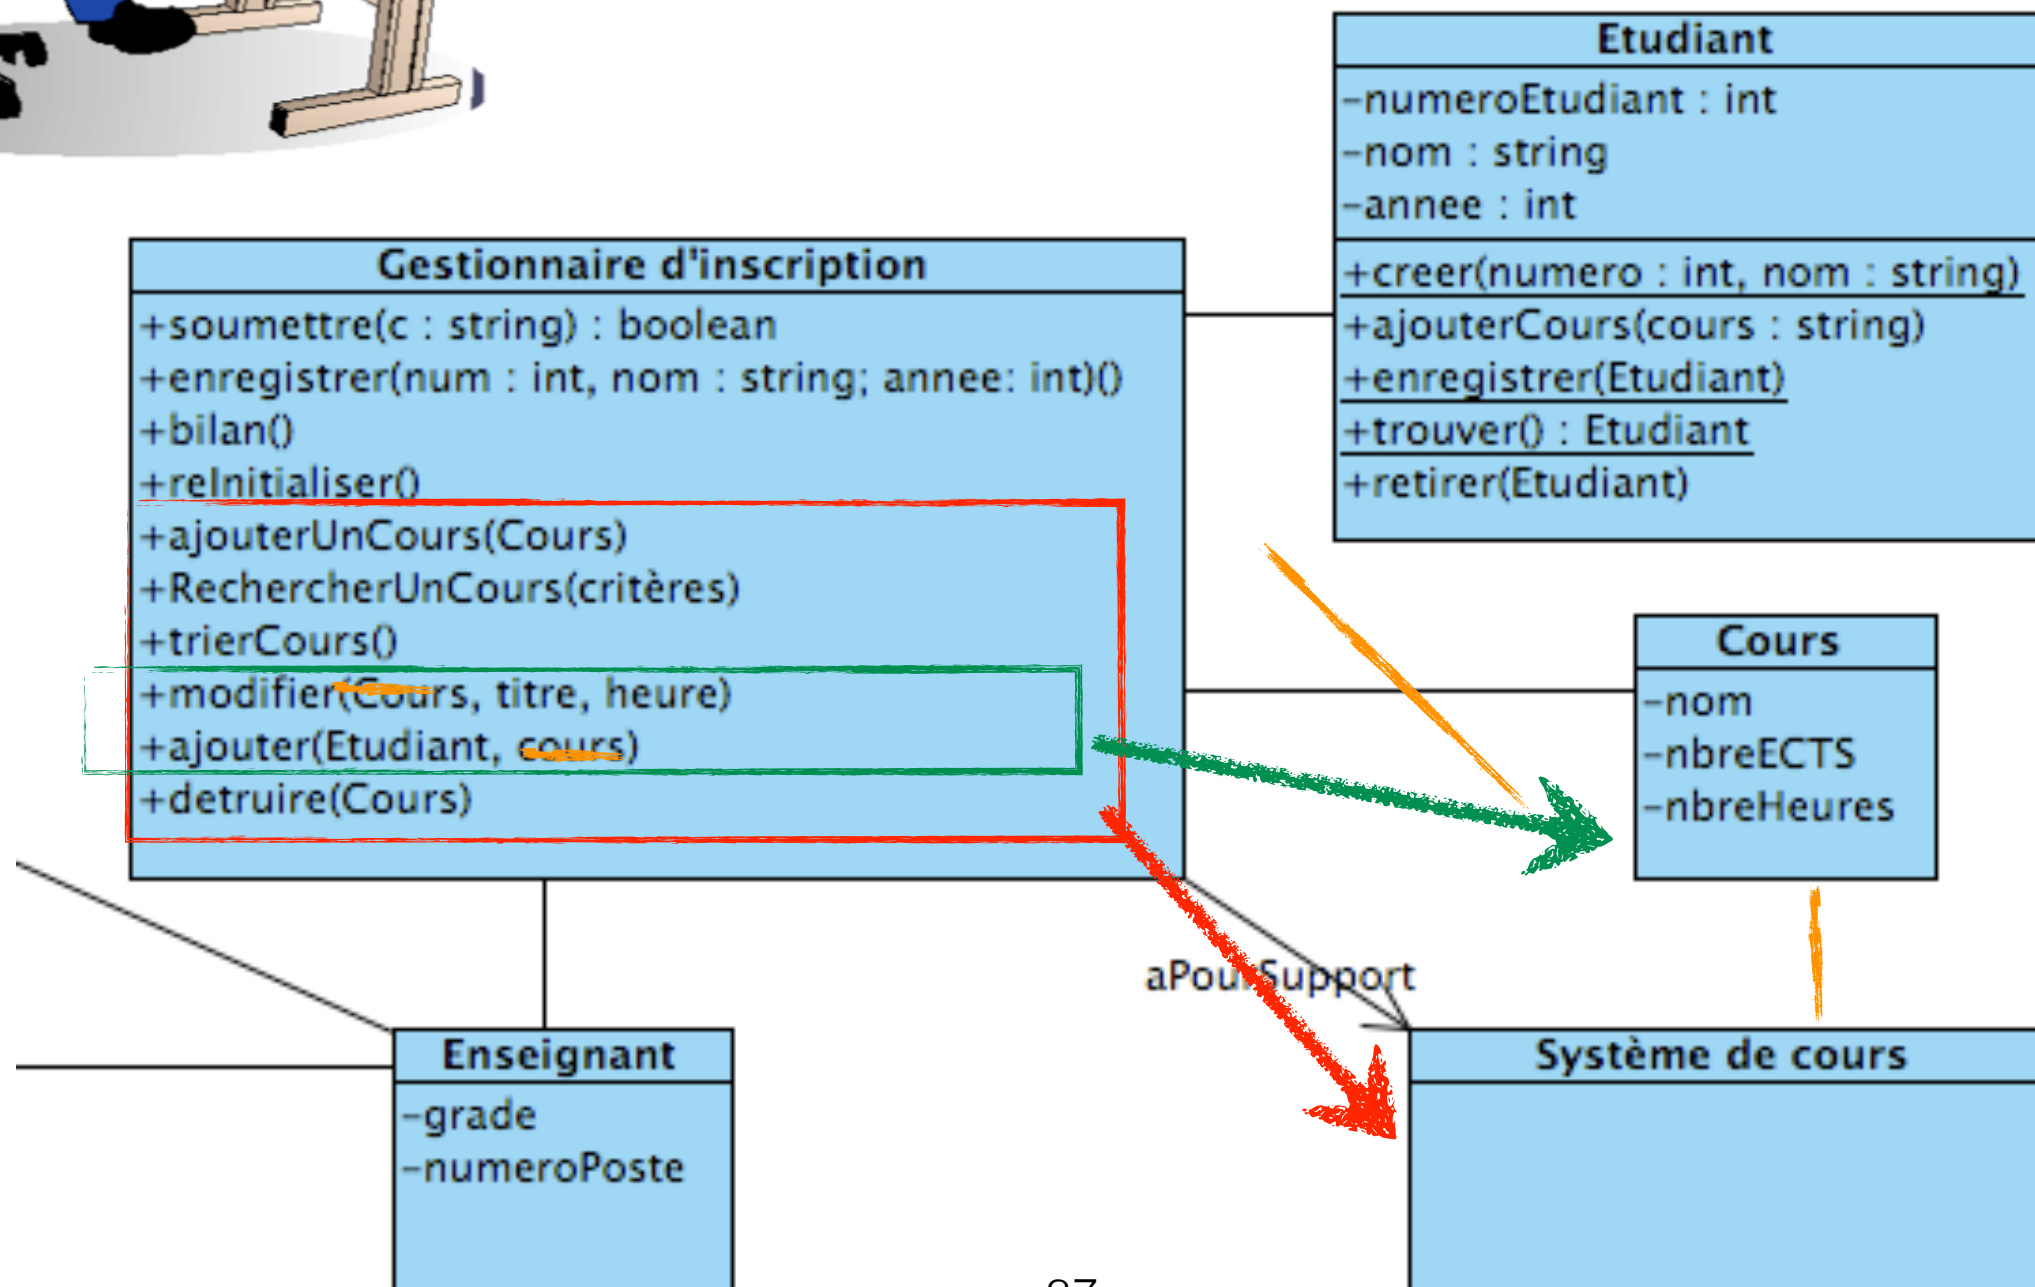 Etudiant
-numeroEtudiant : int
-nom : string
-annee : int
+creer(numero : int, nom : string)
+ajouterCours(cours : string)
+enregistrer(Etudiant)
+trouver() : Etudiant
+retirer(Etudiant)
Gestionnaire d'inscription
+soumettre(c : string) : boolean
+enregistrer(num : int, nom : string; annee: int)()
+bilan()
+reInitialiser()
+ajouterUnCours(Cours)
+RechercherUnCours(critères)
+trierCours()
+modifier(Cours, titre, heure)
+ajouter(Etudiant, cours)
+detruire(Cours)
Cours
-nom
-nbreECTS
-nbreHeures
aPourSupport
Enseignant
-grade
-numeroPoste
Système de cours